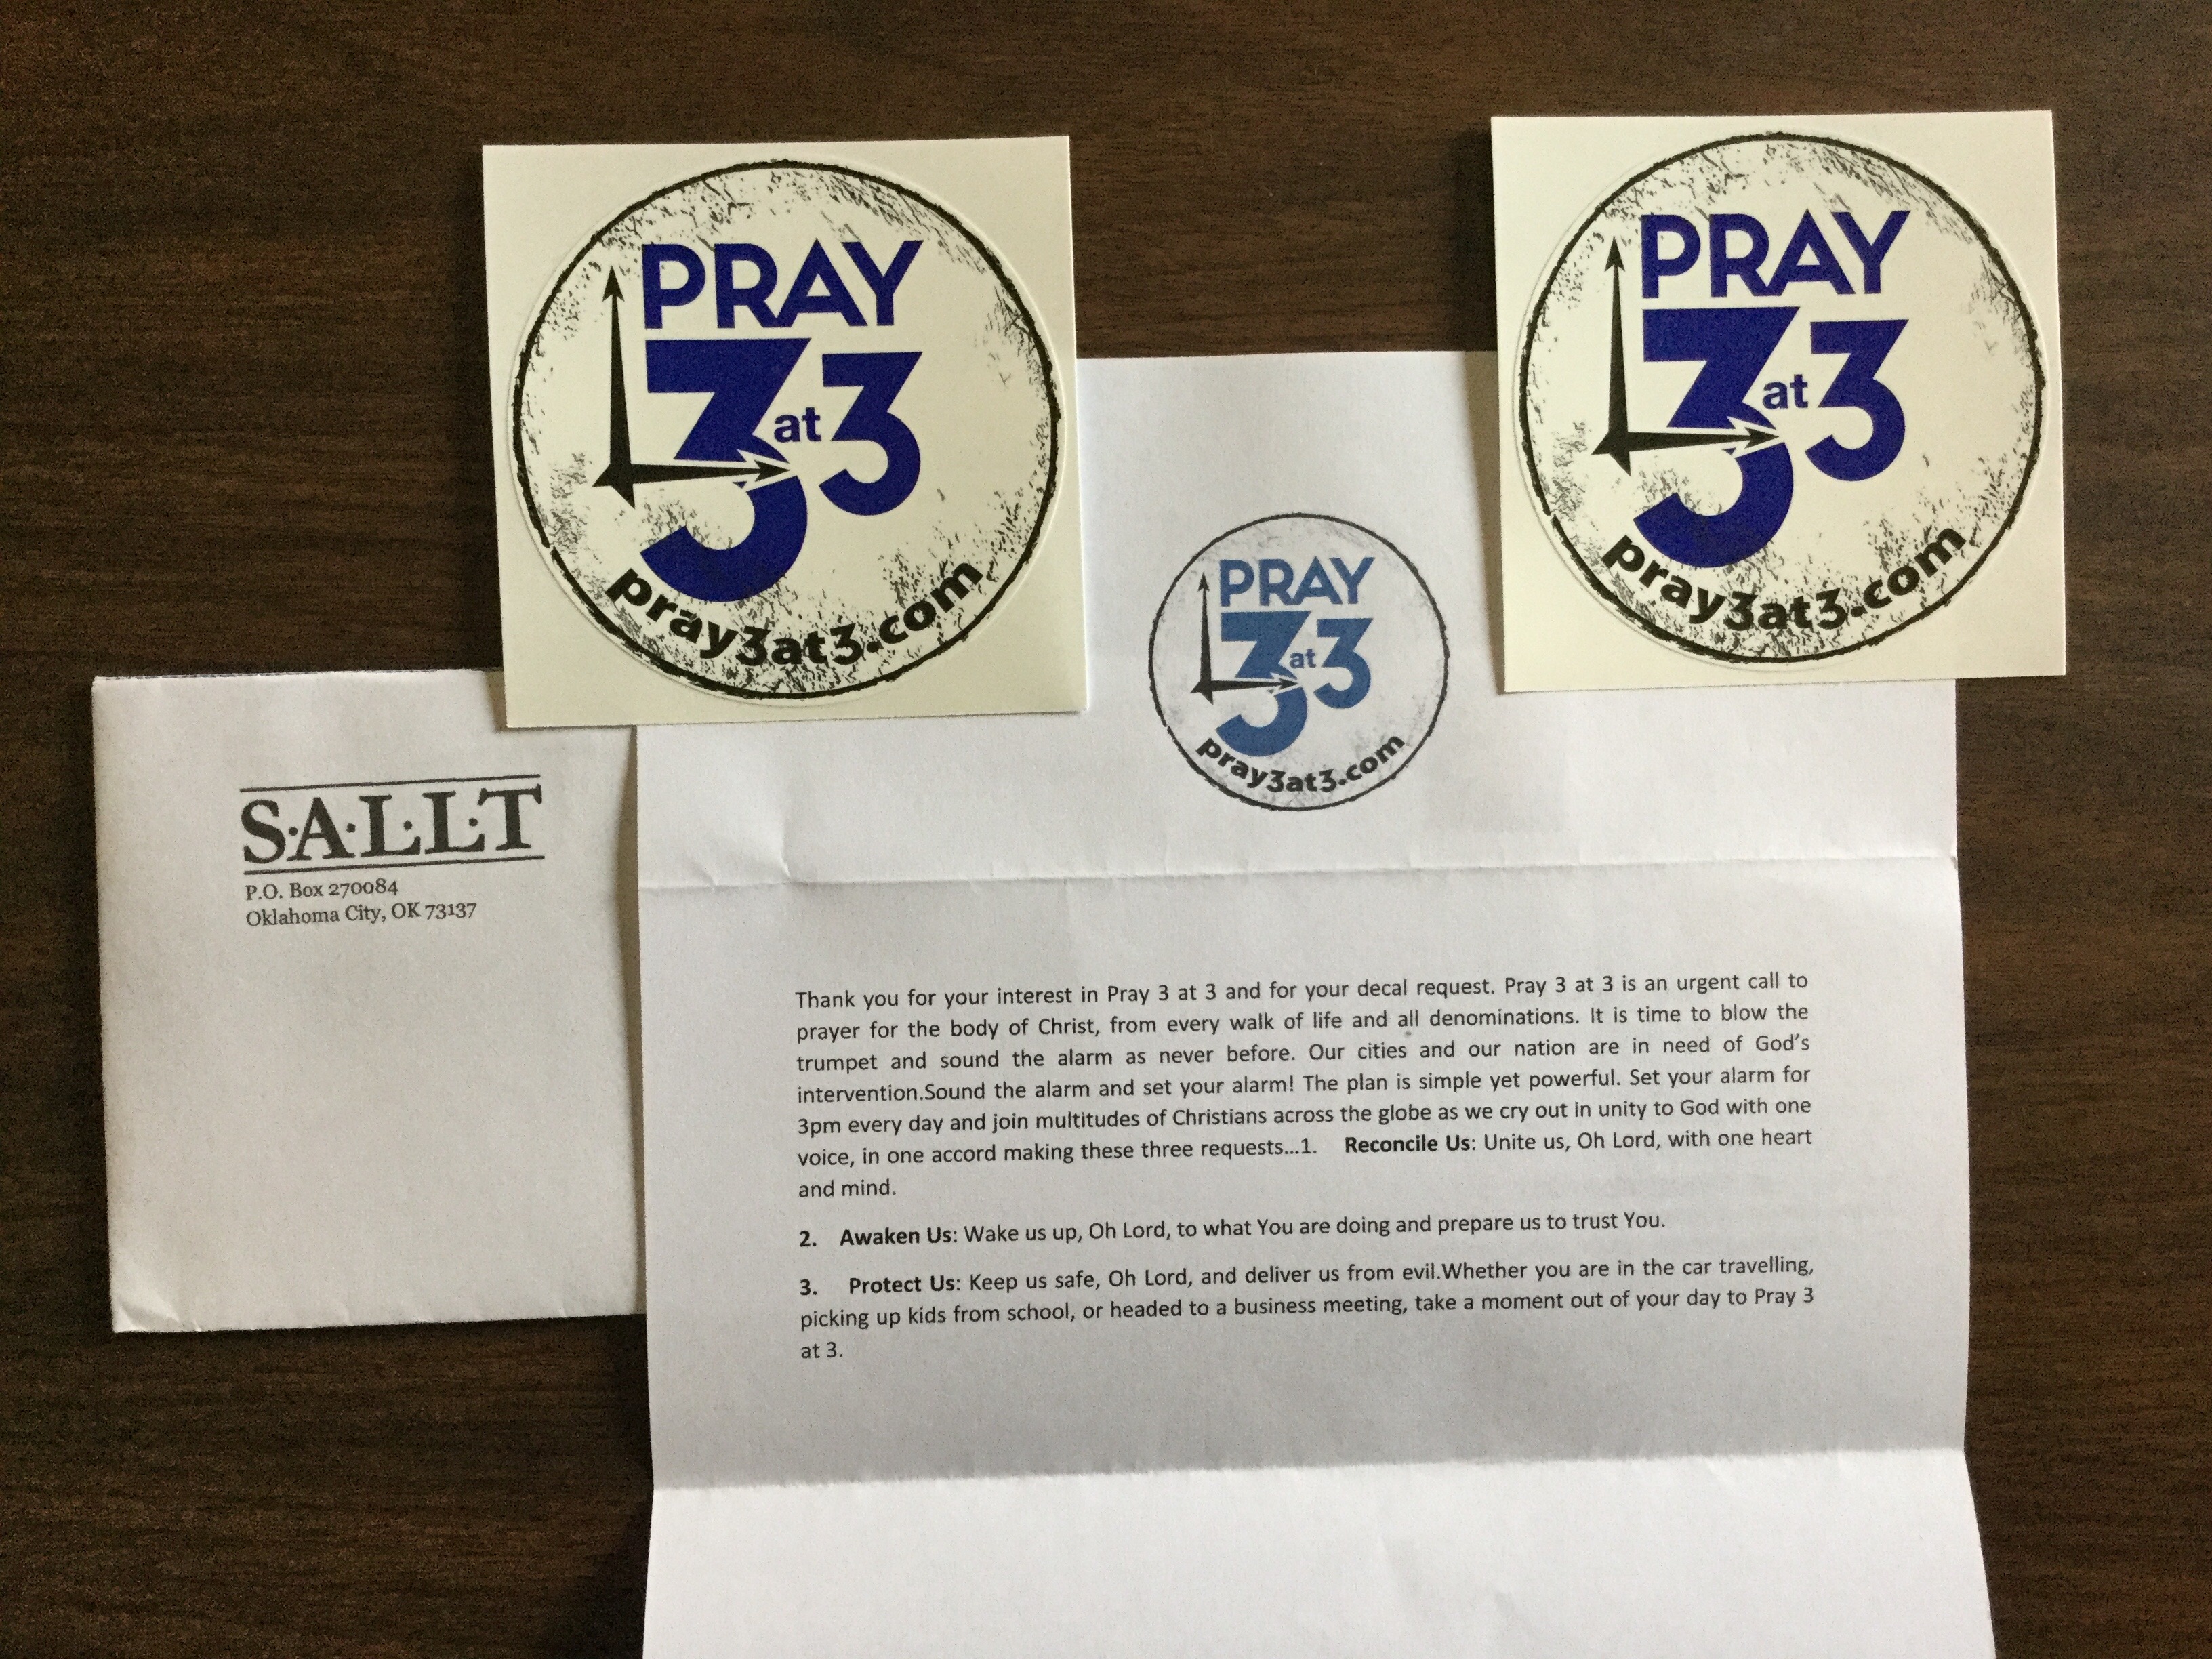 PRAY
3 at 3
pray3at3.com
PRAY
3 at 3
pray3at3.com
PRAY
3 at 3
pray3at3.com
S·A·L·L·T
P.O. Box 270084
Oklahoma City, OK 73137
Thank you for your interest in Pray 3 at 3 and for your decal request. Pray 3 at 3 is an urgent call to
prayer for the body of Christ, from every walk of life and all denominations. It is time to blow the
trumpet and sound the alarm as never before. Our cities and our nation are in need of God’s
intervention.Sound the alarm and set your alarm! The plan is simple yet powerful. Set your alarm for
3pm every day and join multitudes of Christians across the globe as we cry out in unity to God with one
voice, in one accord making these three requests…1. Reconcile Us: Unite us, Oh Lord, with one heart
and mind.
2. Awaken Us: Wake us up, Oh Lord, to what You are doing and prepare us to trust You.
3. Protect Us: Keep us safe, Oh Lord, and deliver us from evil.Whether you are in the car travelling,
picking up kids from school, or headed to a business meeting, take a moment out of your day to Pray 3
at 3.